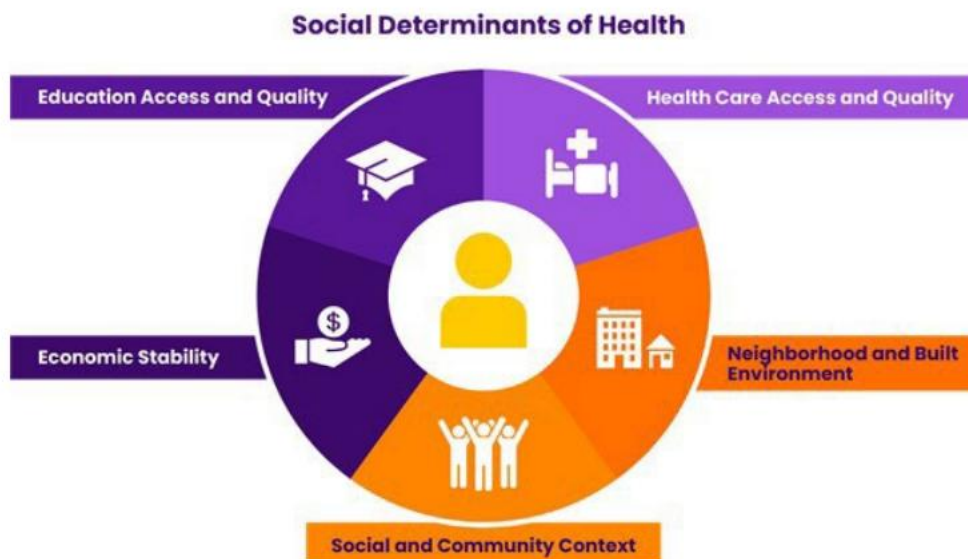 Social Determinants of Health
Education Access and Quality
Health Care Access and Quality
$
Economic Stability
Neighborhood and Built
Environment
Social and Community Context